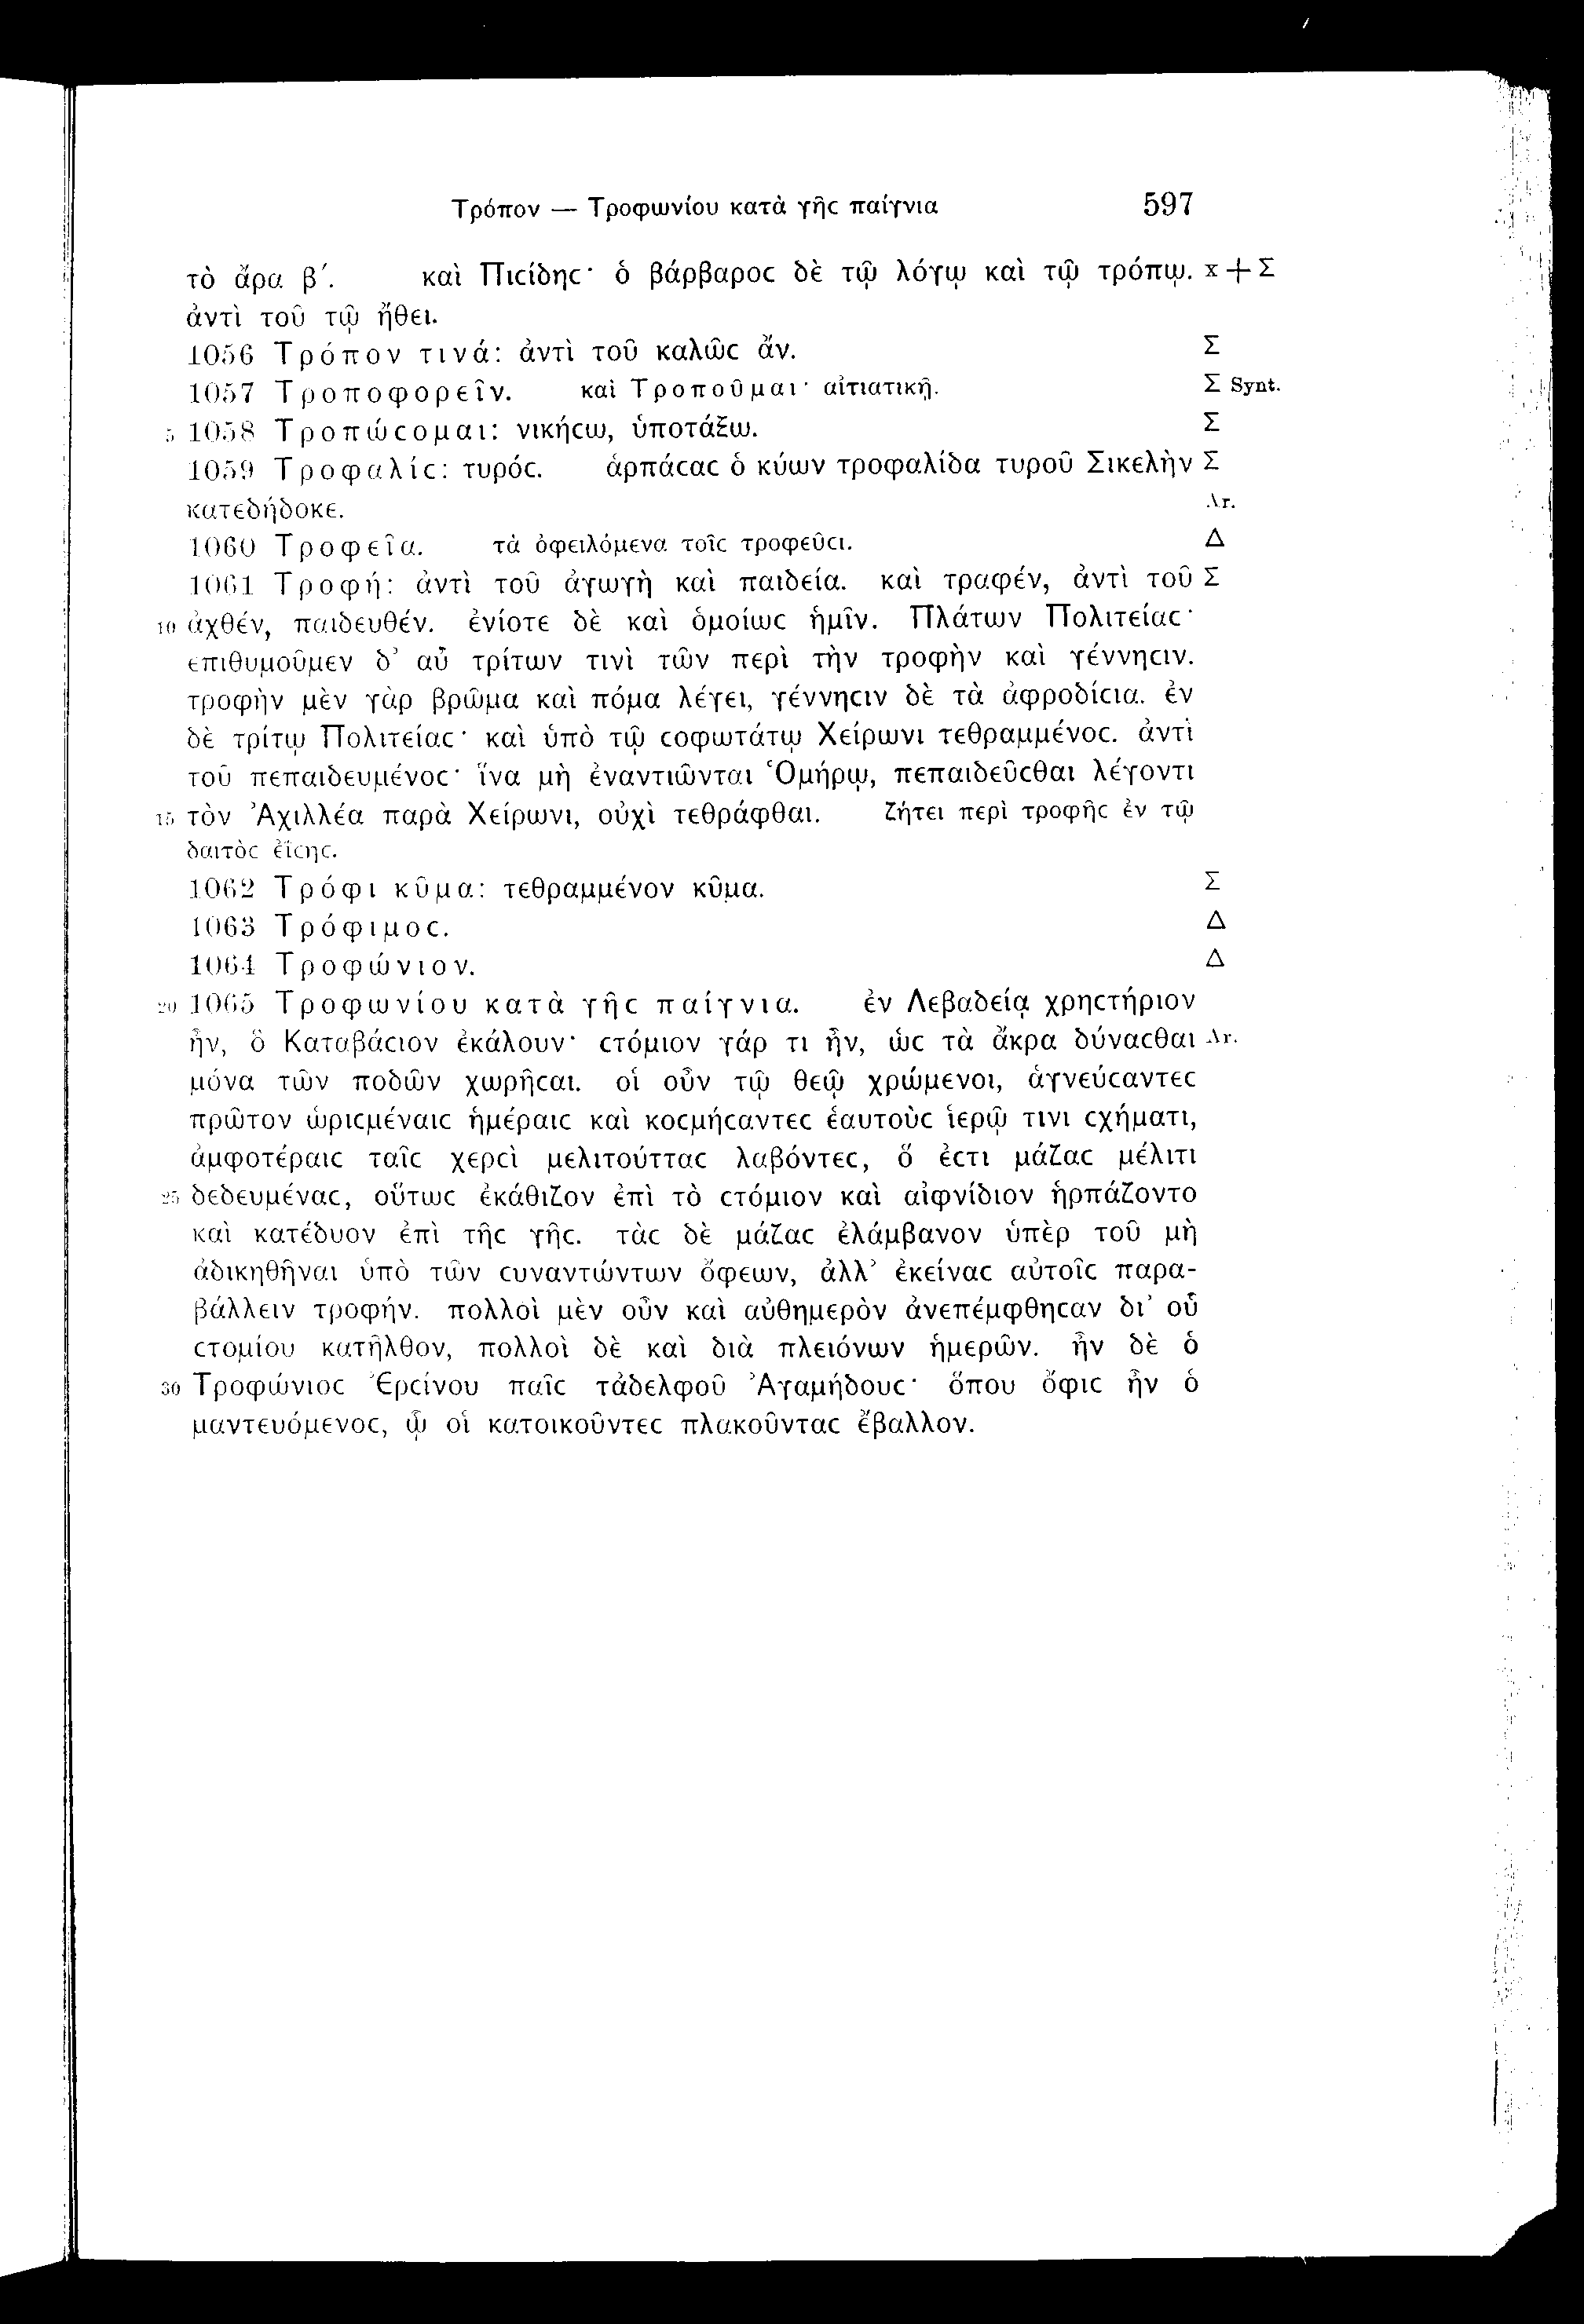 Τρόπον — Τροφωνίου κατὰ γῆϲ παίγνια 597
τὸ ἄρα β΄. καὶ Πιϲίδηϲ· ὁ βάρβαροϲ δὲ τῷ λόγῳ καὶ τῷ τρόπῳ. x + Σ
ἀντὶ τοῦ τῷ ἤθει.
1056 Τρόπον τινά: ἀντὶ τοῦ καλῶϲ ἄν. Σ
1057 Τροποφορεῖν. καὶ Τροποῦμαι· αἰτιατικῇ. Σ Synt.
5 1058 Τροπώϲομαι: νικήϲω, ὑποτάξω. Σ
1059 Τροφαλίϲ: τυρόϲ. ἁρπάϲαϲ ὁ κύων τροφαλίδα τυροῦ Σικελὴν Σ
κατεδήδοκε. Ar.
1060 Τροφεῖα. τὰ ὀφειλόμενα τοῖϲ τροφεῦϲι. Δ
1061 Τροφή: ἀντὶ τοῦ ἀγωγὴ καὶ παιδεία. καὶ τραφέν, ἀντὶ τοῦ Σ
10 ἀχθέν, παιδευθέν. ἐνίοτε δὲ καὶ ὁμοίωϲ ἡμῖν. Πλάτων Πολιτείαϲ·
ἐπιθυμοῦμεν δ’ αὖ τρίτων τινὶ τῶν περὶ τὴν τροφὴν καὶ γέννηϲιν.
τροφὴν μὲν γὰρ βρῶμα καὶ πόμα λέγει, γέννηϲιν δὲ τὰ ἀφροδίϲια. ἐν
δὲ τρίτῳ Πολιτείαϲ· καὶ ὑπὸ τῷ ϲοφωτάτῳ Χείρωνι τεθραμμένοϲ. ἀντὶ
τοῦ πεπαιδευμένοϲ· ἵνα μὴ ἐναντιῶνται Ὁμήρῳ, πεπαιδεῦϲθαι λέγοντι
15 τὸν Ἀχιλλέα παρὰ Χείρωνι, οὐχὶ τεθράφθαι. ζήτει περὶ τροφῆϲ ἐν τῷ
δαιτὸϲ ἐΐϲηϲ.
1062 Τρόφι κῦμα: τεθραμμένον κῦμα. Σ
1063 Τρόφιμοϲ. Δ
1064 Τροφώνιον. Δ
20 1065 Τροφωνίου κατὰ γῆϲ παίγνια. ἐν Λεβαδείᾳ χρηϲτήριον
ἦν, ὃ Καταβάϲιον ἐκάλουν· ϲτόμιον γάρ τι ἦν, ὡϲ τὰ ἄκρα δύναϲθαι Ar.
μόνα τῶν ποδῶν χωρῆϲαι. οἱ οὖν τῷ θεῷ χρώμενοι, ἁγνεύϲαντεϲ
πρῶτον ὡριϲμέναιϲ ἡμέραιϲ καὶ κοϲμήϲαντεϲ ἑαυτοὺϲ ἱερῷ τινι ϲχήματι,
ἀμφοτέραιϲ ταῖϲ χερϲὶ μελιτούτταϲ λαβόντεϲ, ὅ ἐϲτι μάζαϲ μέλιτι
25 δεδευμέναϲ, οὕτωϲ ἐκάθιζον ἐπὶ τὸ ϲτόμιον καὶ αἰφνίδιον ἡρπάζοντο
καὶ κατέδυον ἐπὶ τῆϲ γῆϲ. τὰϲ δὲ μάζαϲ ἐλάμβανον ὑπὲρ τοῦ μὴ
ἀδικηθῆναι ὑπὸ τῶν ϲυναντώντων ὄφεων, ἀλλ’ ἐκείναϲ αὐτοῖϲ παρα-
βάλλειν τροφήν. πολλοὶ μὲν οὖν καὶ αὐθημερὸν ἀνεπέμφθηϲαν δι’ οὗ
ϲτομίου κατῆλθον, πολλοὶ δὲ καὶ διὰ πλειόνων ἡμερῶν. ἦν δὲ ὁ
30 Τροφώνιοϲ Ἐρϲίνου παῖϲ τἀδελφοῦ Ἀγαμήδουϲ· ὅπου ὄφιϲ ἦν ὁ
μαντευόμενοϲ, ᾧ οἱ κατοικοῦντεϲ πλακοῦνταϲ ἔβαλλον.